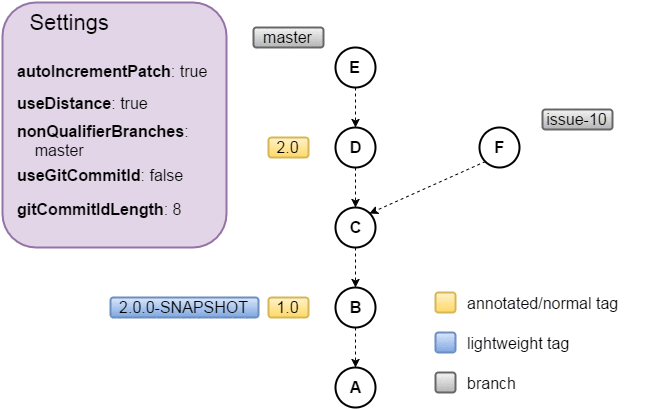 Settings
autoIncrementPatch: true
useDistance: true
nonQualifierBranches:
master
useGitCommitId: false
gitCommitIdLength: 8
master
E
issue-10
2.0
D
F
C
2.0.0-SNAPSHOT
1.0
B
A
annotated/normal tag
lightweight tag
branch